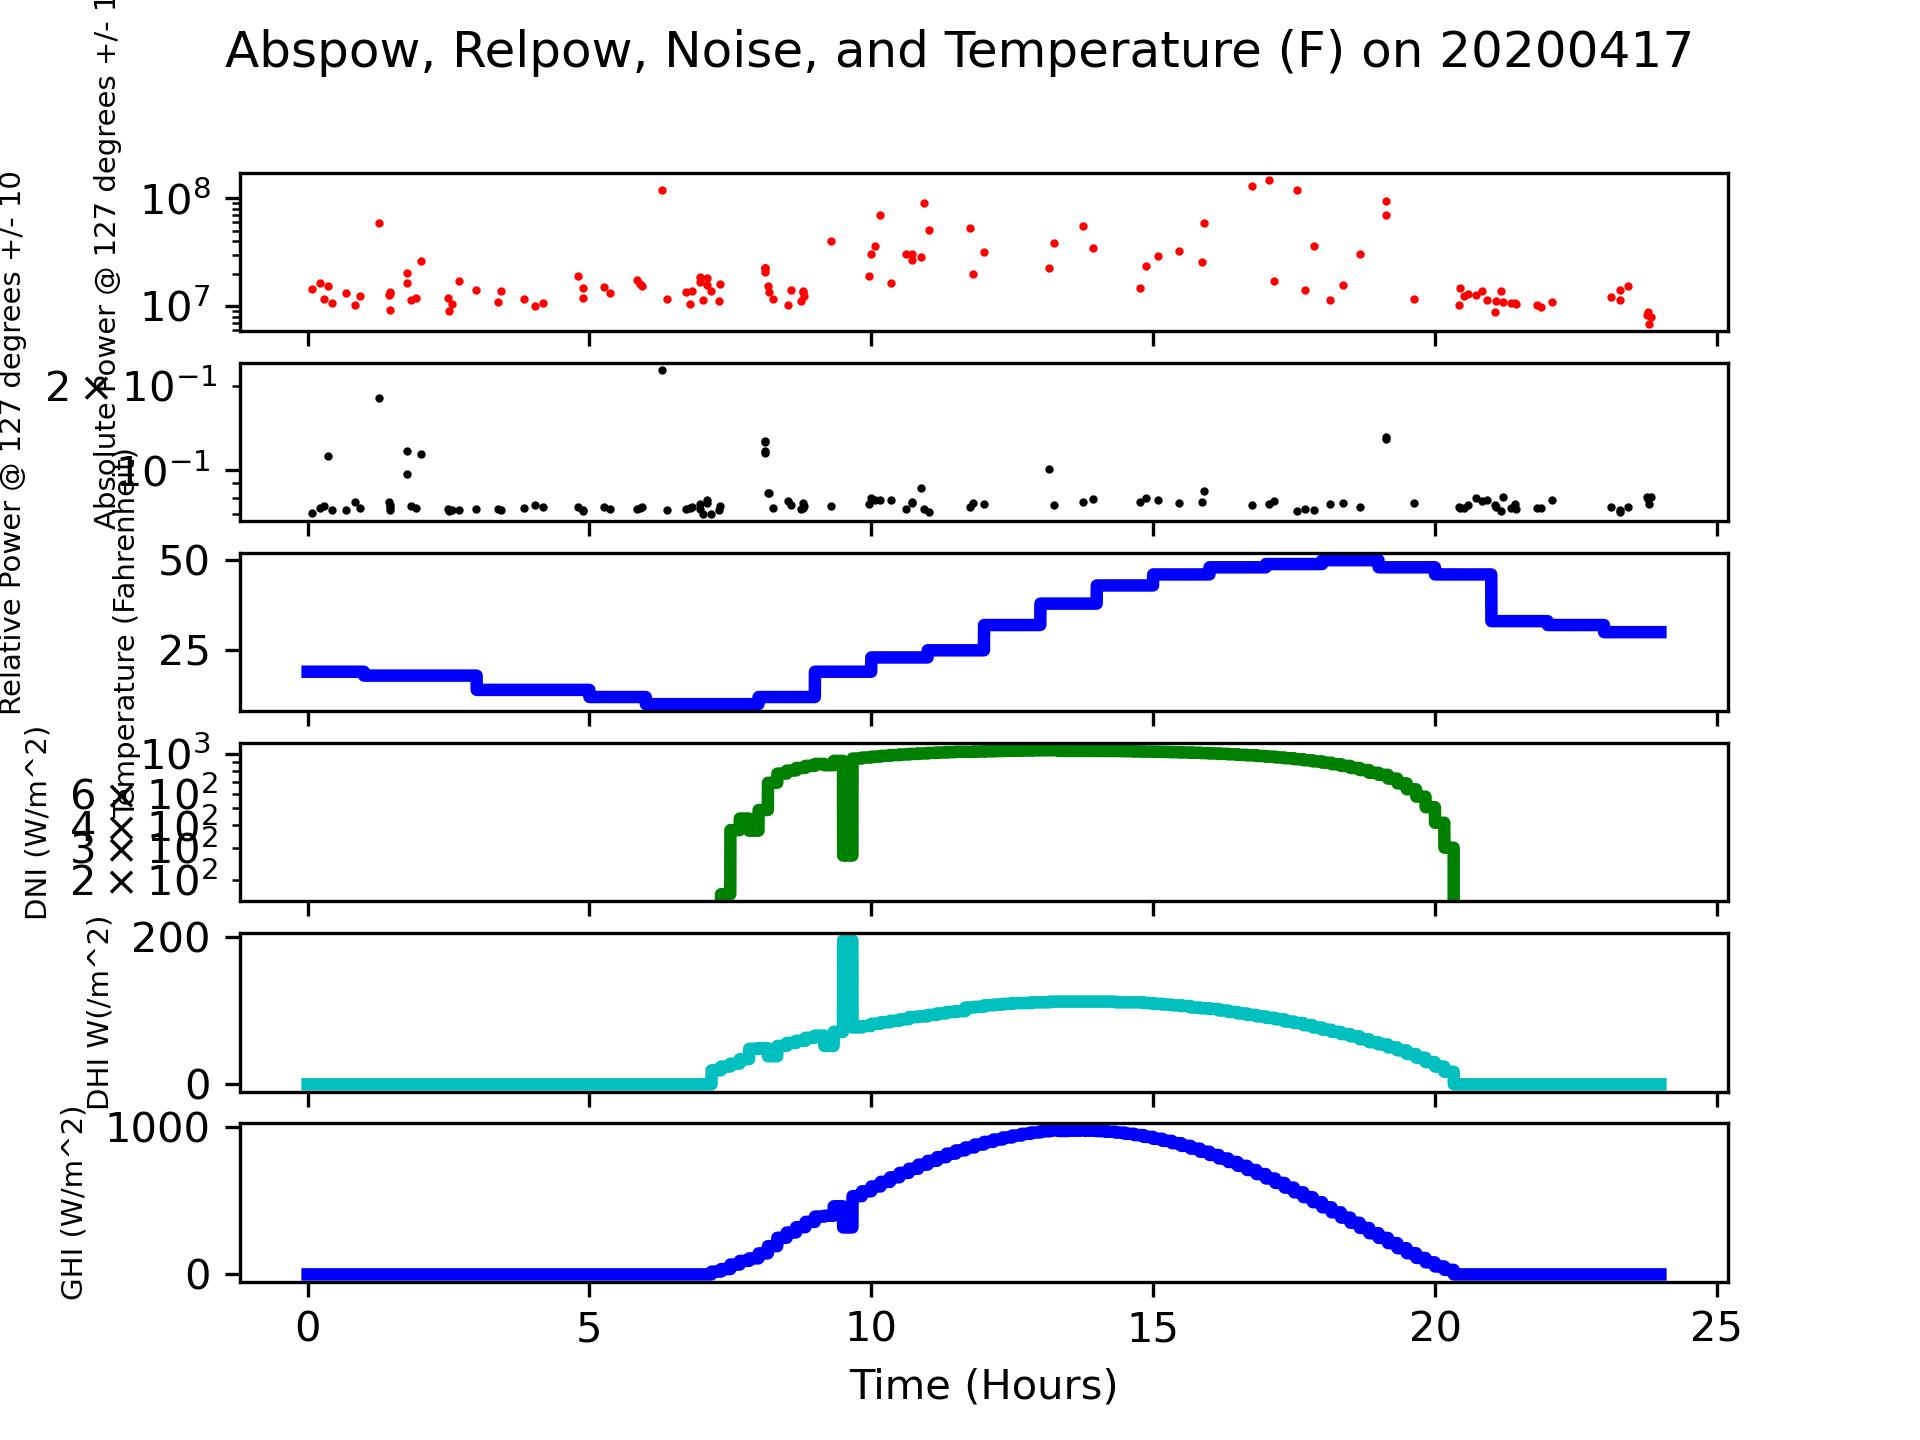 Abspow, Relpow, Noise, and Temperature (F) on 20200417
Absolute Power @ 127 degrees +/- 1
10^8
10^7
Relative Power @ 127 degrees +/- 10
2 × 10^-1
10^-1
Temperature (Fahrenheit)
50
25
DNI (W/m^2)
10^3
6 × 10^2
4 × 10^2
3 × 10^2
2 × 10^2
DHI W(/m^2)
200
0
GHI (W/m^2)
1000
0
0 5 10 15 20 25
Time (Hours)